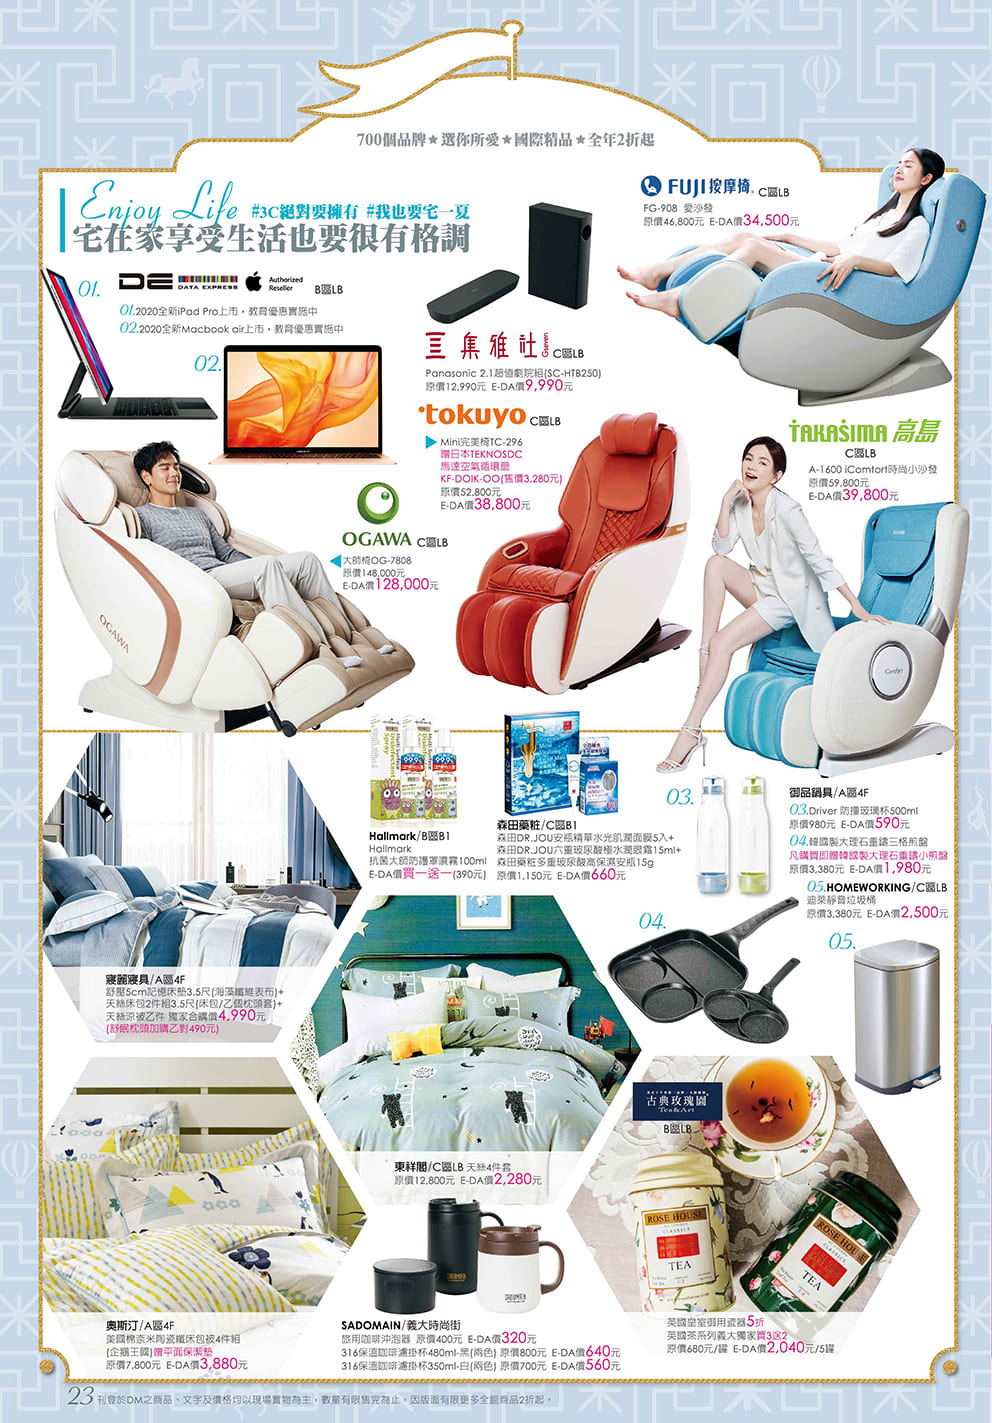 700個品牌★選你所愛★國際精品★全年2折起
Enjoy Life #3C絕對要擁有 #我也要宅一夏
宅在家享受生活也要很有格調
FUJI按摩椅 C區LB
FG-908 愛沙發
原價46,800元 E-DA價34,500元
01.
DE DATA EXPRESS Authorized Reseller B區LB
01.2020全新iPad Pro上市，教育優惠實施中
02.2020全新Macbook air上市，教育優惠實施中
02.
集雅社 Gseven C區LB
Panasonic 2.1超值劇院組(SC-HTB250)
原價12,990元 E-DA價9,990元
tokuyo C區LB
Mini完美椅TC-296
贈日本TEKNOSDC
馬達空氣循環扇
KF-DOIK-OO(售價3,280元)
原價52,800元
E-DA價38,800元
TAKASIMA 高島
C區LB
A-1600 iComfort時尚小沙發
原價59,800元
E-DA價39,800元
OGAWA C區LB
大師椅OG-7808
原價148,000元
E-DA價128,000元
OGAWA
iComfort
Hallmark/B區B1
Hallmark
抗菌大師防護罩噴霧100ml
E-DA價買一送一(390元)
森田藥粧/C區B1
森田DR.JOU安瓶精華水光肌潤面膜5入+
森田DR.JOU六重玻尿酸極水潤眼霜15ml+
森田藥粧多重玻尿酸高保濕安瓶15g
原價1,150元 E-DA價660元
03.
御品鍋具/A區4F
03.Driver 防撞玻璃杯500ml
原價980元 E-DA價590元
04.韓國製大理石重鑄三格煎盤
凡購買即贈韓國製大理石重鑄小煎盤
原價3,380元 E-DA價1,980元
05.HOMEWORKING/C區LB
迪萊靜音垃圾桶
原價3,380元 E-DA價2,500元
04.
05.
寢麗寢具/A區4F
舒壓5cm記憶床墊3.5尺(海藻纖維表布)+
天絲床包2件組3.5尺(床包/乙個枕頭套)+
天絲涼被乙件 獨家合購價4,990元
(舒眠枕頭加購乙對490元)
東祥閣/C區LB 天絲4件套
原價12,800元 E-DA價2,280元
古典玫瑰園
Tea&Art
B區LB
ROSE HOUSE
CLASSICS
TEA
ROSE HOUSE
CLASSICS
TEA
奧斯汀/A區4F
美國棉奈米陶瓷纖床包被4件組
(企鵝王國)贈平面保潔墊
原價7,800元 E-DA價3,880元
SADOMAIN/義大時尚街
旅用咖啡沖泡器 原價400元 E-DA價320元
316保溫咖啡濾掛杯480ml-黑(兩色) 原價800元 E-DA價640元
316保溫咖啡濾掛杯350ml-白(兩色) 原價700元 E-DA價560元
英國皇室御用瓷器5折
英國茶系列義大獨家買3送2
原價680元/罐 E-DA價2,040元/5罐
23 刊登於DM之商品、文字及價格均以現場實物為主，數量有限售完為止。因版面有限更多全館商品2折起。